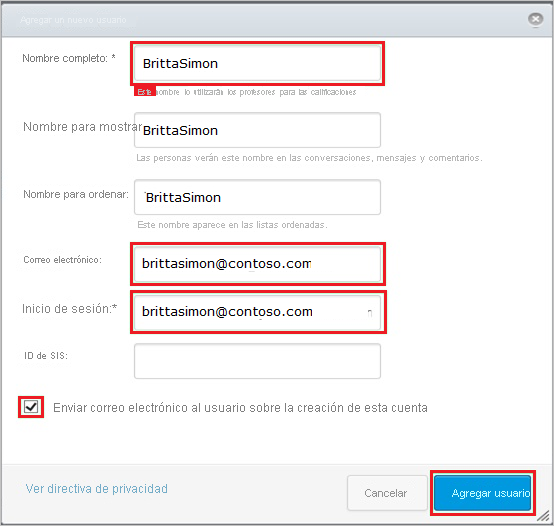 Agregar un nuevo usuario
Nombre completo: *
BrittaSimon
Este nombre lo utilizarán los profesores para las calificaciones
Nombre para mostrar
BrittaSimon
Las personas verán este nombre en las conversaciones, mensajes y comentarios.
Nombre para ordenar:
BrittaSimon
Este nombre aparece en las listas ordenadas.
Correo electrónico:
brittasimon@contoso.com
Inicio de sesión:*
brittasimon@contoso.com
ID de SIS:
Enviar correo electrónico al usuario sobre la creación de esta cuenta
Ver directiva de privacidad
Cancelar
Agregar usuario